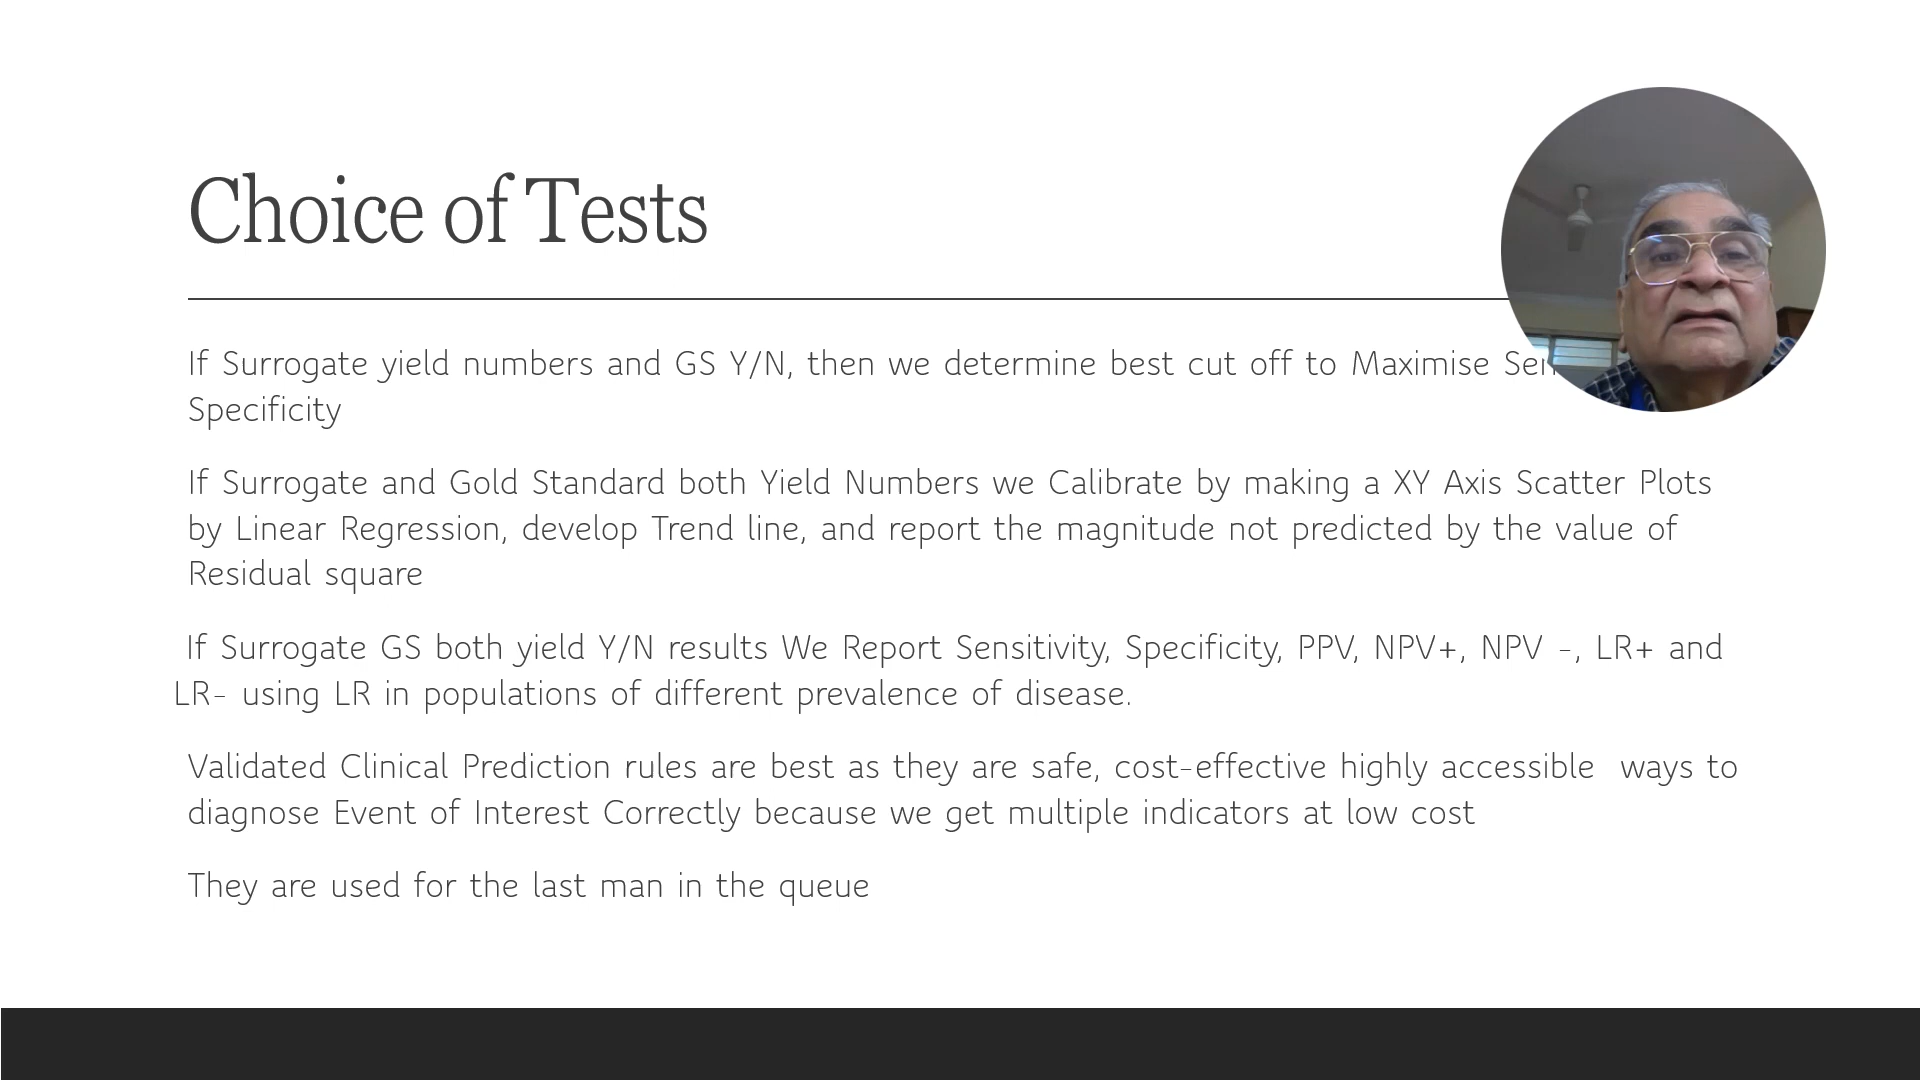 Choice of Tests
If Surrogate yield numbers and GS Y/N, then we determine best cut off to Maximise
Specificity
If Surrogate and Gold Standard both Yield Numbers we Calibrate by making a XY Axis Scatter Plots
by Linear Regression, develop Trend line, and report the magnitude not predicted by the value of
Residual square
If Surrogate GS both yield Y/N results We Report Sensitivity, Specificity, PPV, NPV+, NPV -, LR+ and
LR- using LR in populations of different prevalence of disease.
Validated Clinical Prediction rules are best as they are safe, cost-effective highly accessible  ways to
diagnose Event of Interest Correctly because we get multiple indicators at low cost
They are used for the last man in the queue